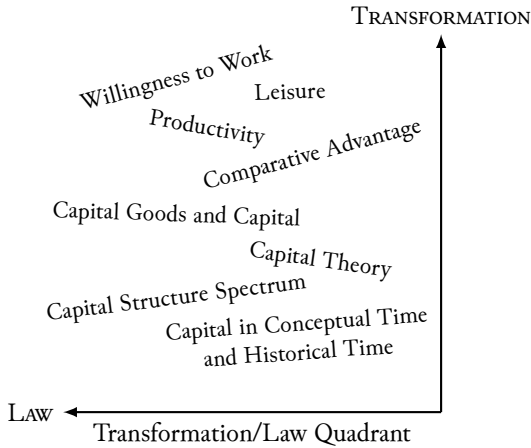 TRANSFORMATION
Willingness to Work
Leisure
Productivity
Comparative Advantage
Capital Goods and Capital
Capital Theory
Capital Structure Spectrum
Capital in Conceptual Time
and Historical Time
LAW
Transformation/Law Quadrant